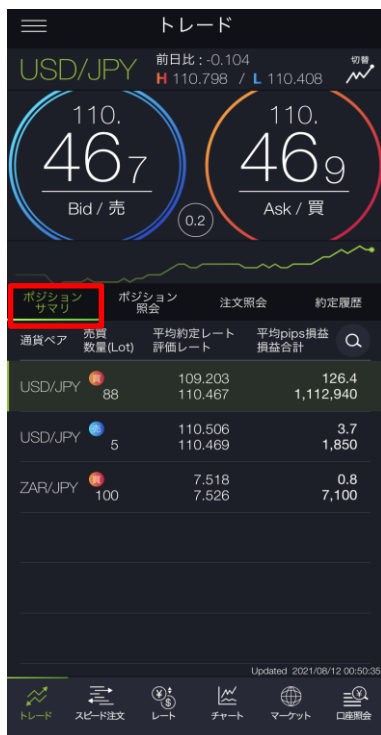 トレード
USD/JPY
前日比 : -0.104
H 110.798 / L 110.408
切替
110.
467
Bid / 売
110.
469
Ask / 買
0.2
ポジション
サマリ
ポジション
照会
注文照会
約定履歴
通貨ペア
売買
数量(Lot)
平均約定レート
評価レート
平均pips損益
損益合計
USD/JPY 買 88
109.203
110.467
126.4
1,112,940
USD/JPY 売 5
110.506
110.469
3.7
1,850
ZAR/JPY 買 100
7.518
7.526
0.8
7,100
Updated 2021/08/12 00:50:35
トレード
スピード注文
レート
チャート
マーケット
口座照会